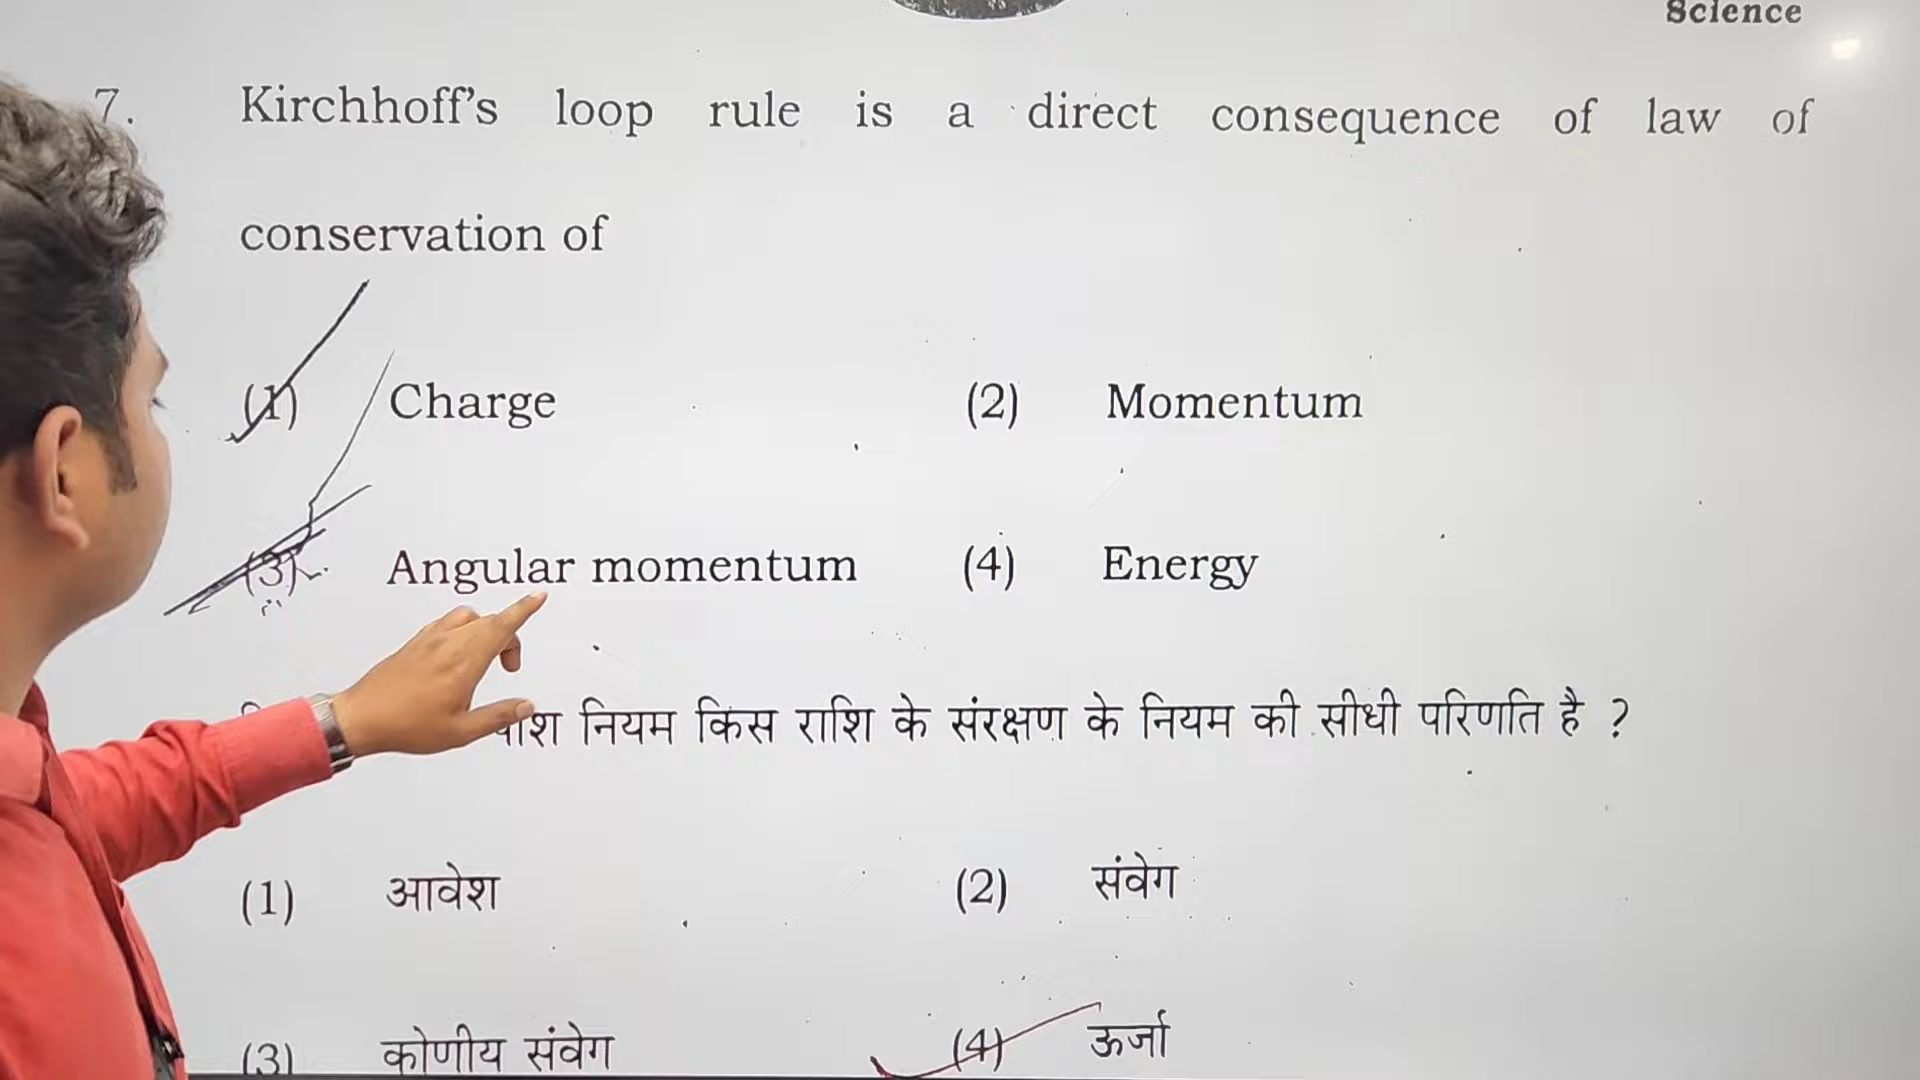 Science
7. Kirchhoff's loop rule is a direct consequence of law of
conservation of
(1) Charge (2) Momentum
(3) Angular momentum (4) Energy
पाश नियम किस राशि के संरक्षण के नियम की सीधी परिणति है ?
(1) आवेश (2) संवेग
(3) कोणीय संवेग (4) ऊर्जा